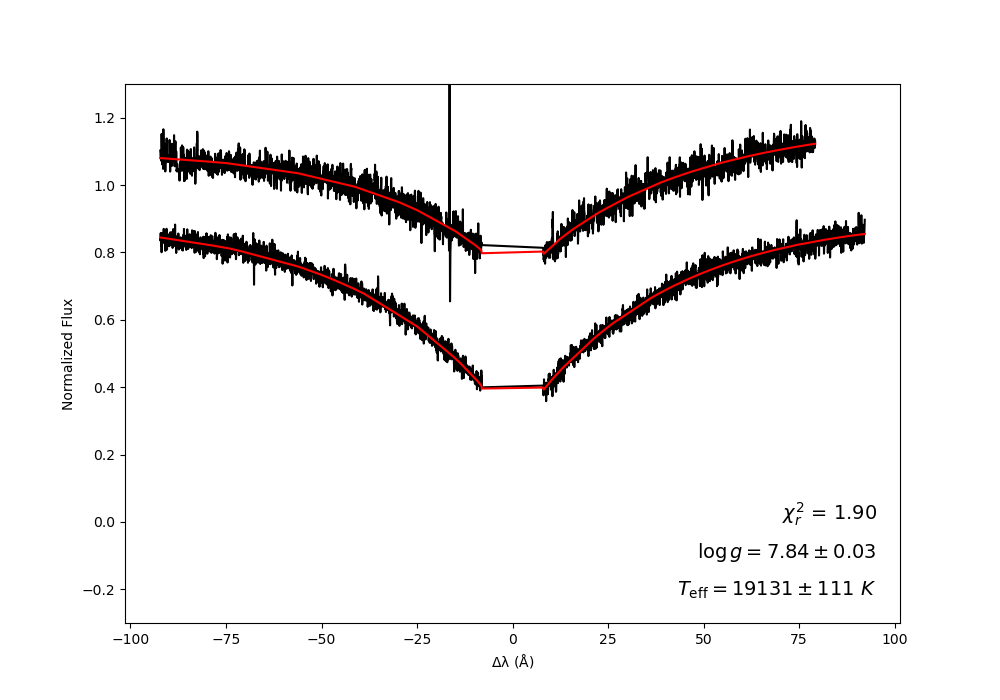 1.2
1.0
0.8
0.6
0.4
0.2
0.0
−0.2
Normalized Flux
χ²ᵣ = 1.90
log g = 7.84 ± 0.03
T_eff = 19131 ± 111 K
−100 −75 −50 −25 0 25 50 75 100
Δλ (Å)